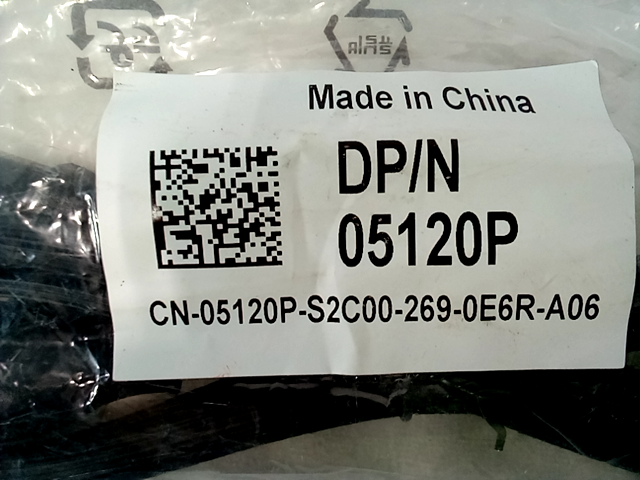 Made in China
DP/N
05120P
CN-05120P-S2C00-269-0E6R-A06